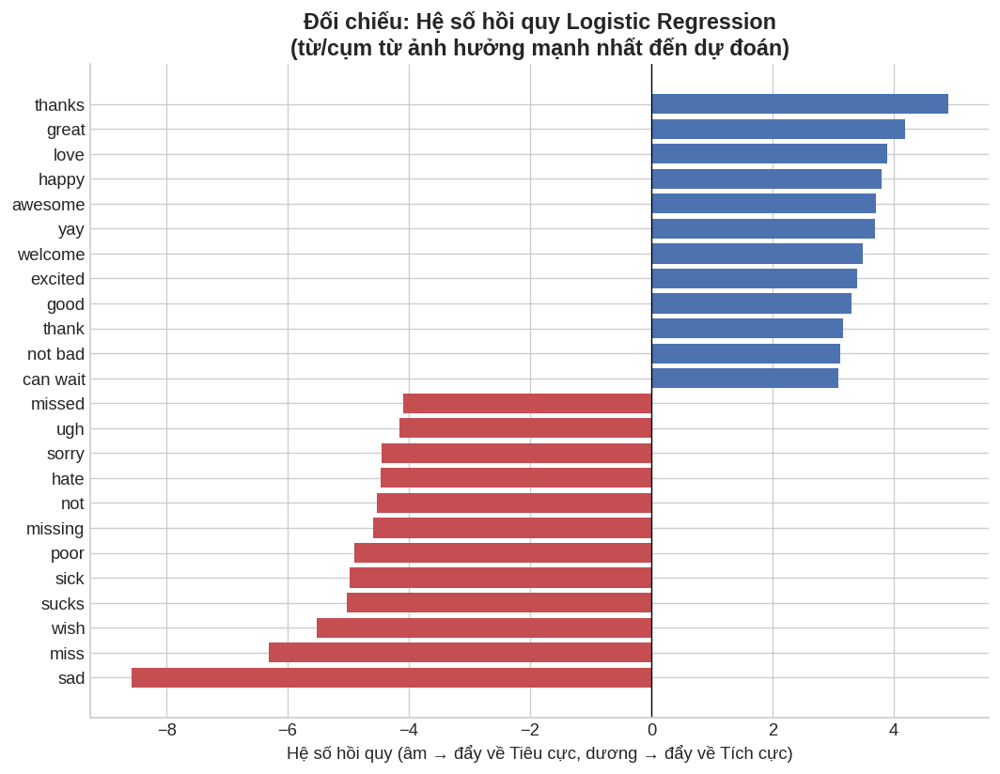 Đối chiếu: Hệ số hồi quy Logistic Regression
(từ/cụm từ ảnh hưởng mạnh nhất đến dự đoán)
thanks
great
love
happy
awesome
yay
welcome
excited
good
thank
not bad
can wait
missed
ugh
sorry
hate
not
missing
poor
sick
sucks
wish
miss
sad
−8 −6 −4 −2 0 2 4
Hệ số hồi quy (âm → đẩy về Tiêu cực, dương → đẩy về Tích cực)